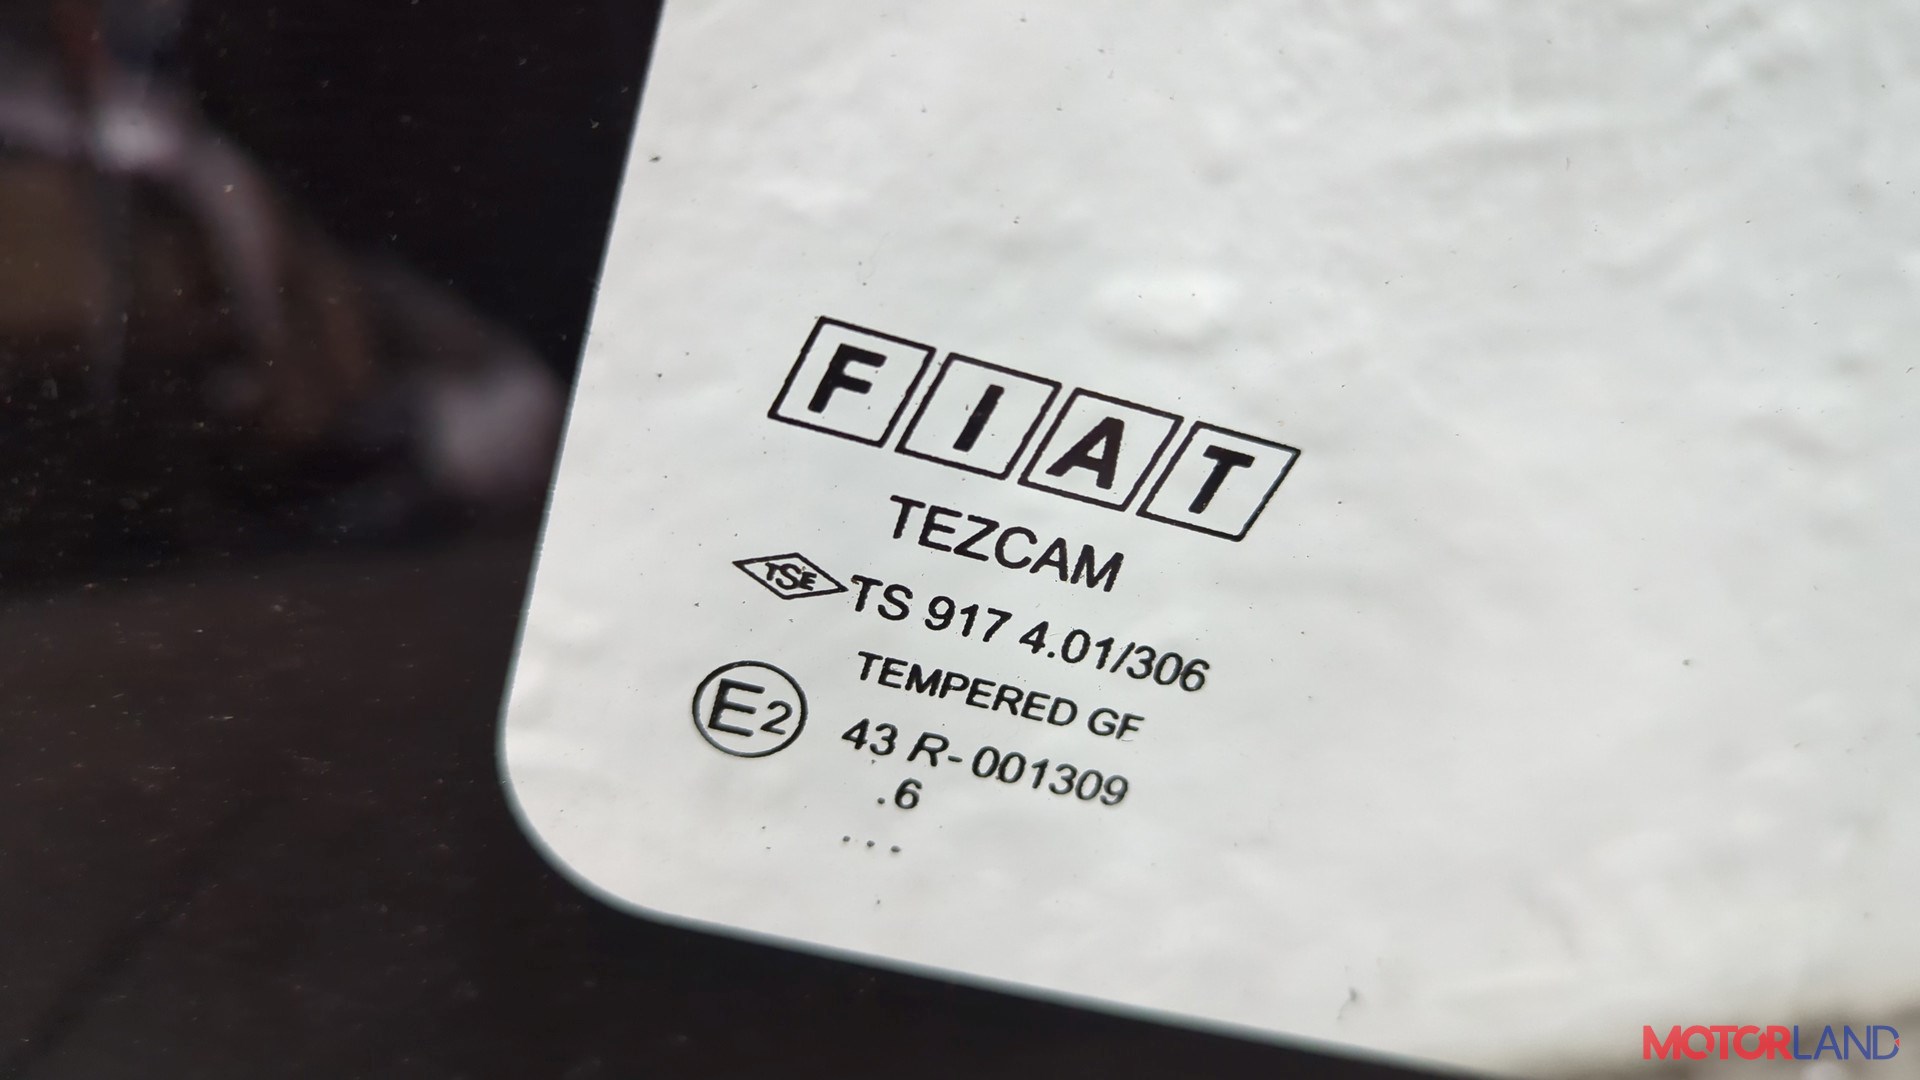 FIAT
TEZCAM
TSE TS 917 4.01/306
TEMPERED GF
E2 43 R-001309
.6
...
MOTORLAND